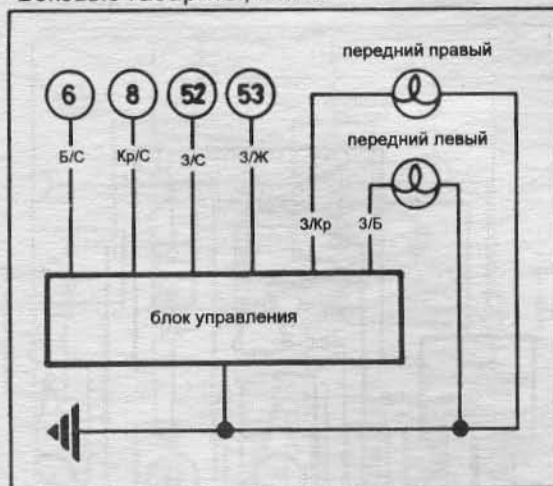 передний правый
6 8 52 53
передний левый
Б/С Кр/С З/С З/Ж
З/Кр З/Б
блок управления